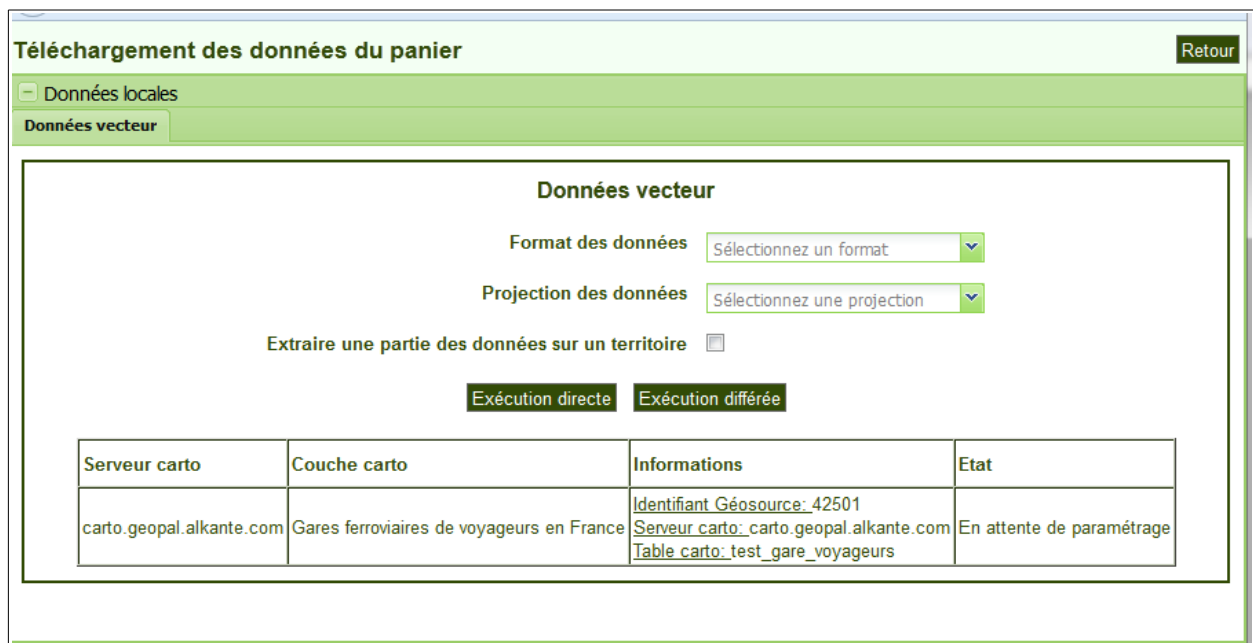 Téléchargement des données du panier
Retour
Données locales
Données vecteur
Données vecteur
Format des données Sélectionnez un format
Projection des données Sélectionnez une projection
Extraire une partie des données sur un territoire
Exécution directe Exécution différée
Serveur carto Couche carto Informations Etat
carto.geopal.alkante.com Gares ferroviaires de voyageurs en France Identifiant Géosource: 42501
Serveur carto: carto.geopal.alkante.com
Table carto: test_gare_voyageurs
En attente de paramétrage